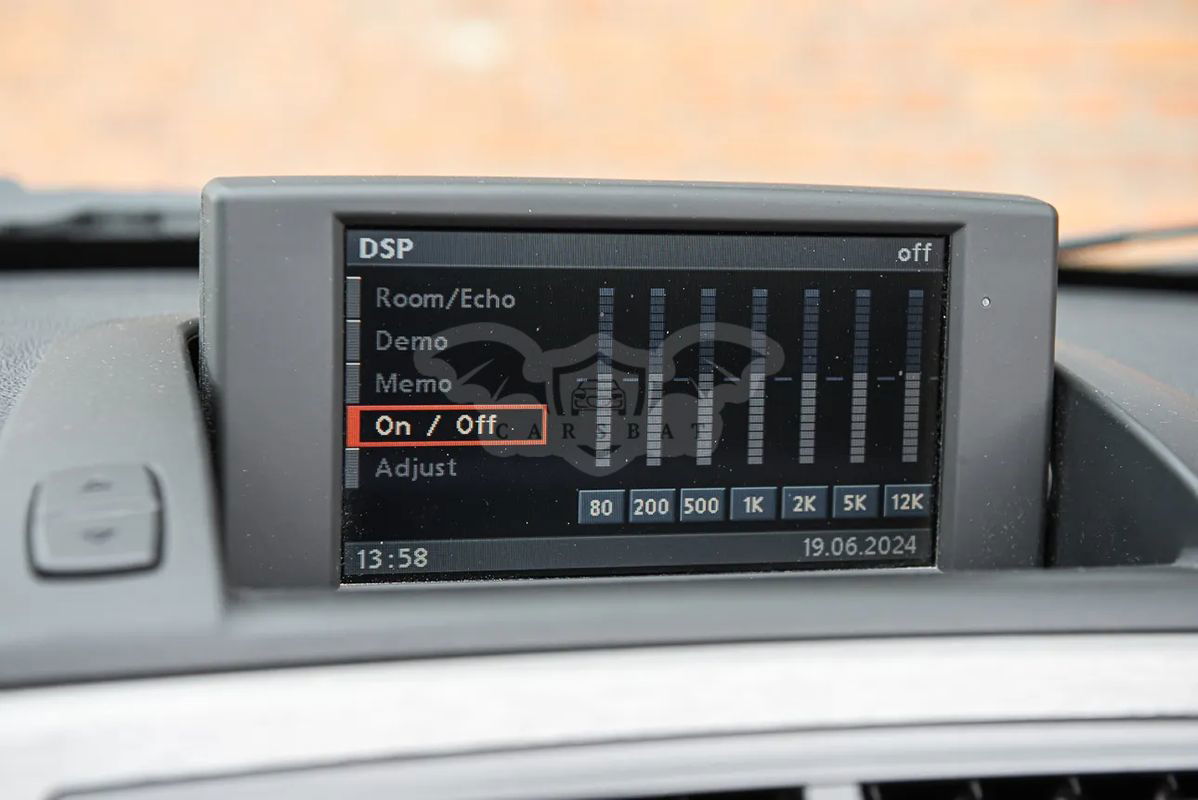 DSP off
Room/Echo
Demo
Memo
On / Off
Adjust
CARSBAT
80 200 500 1K 2K 5K 12K
13:58 19.06.2024